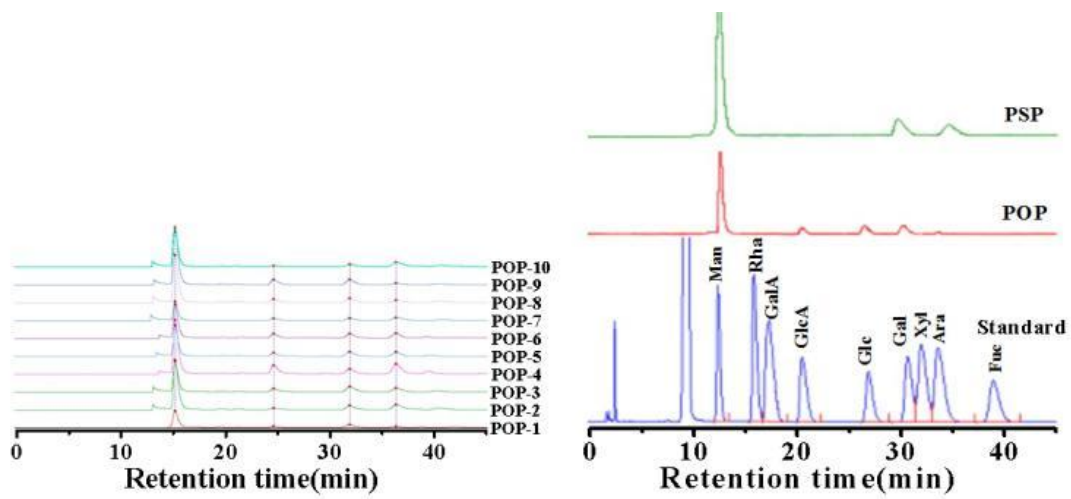 POP-10
POP-9
POP-8
POP-7
POP-6
POP-5
POP-4
POP-3
POP-2
POP-1
0 10 20 30 40
Retention time(min)
PSP
POP
Man
Rha
GalA
GlcA
Glc
Gal
Xyl
Ara
Fuc
Standard
0 10 20 30 40
Retention time(min)